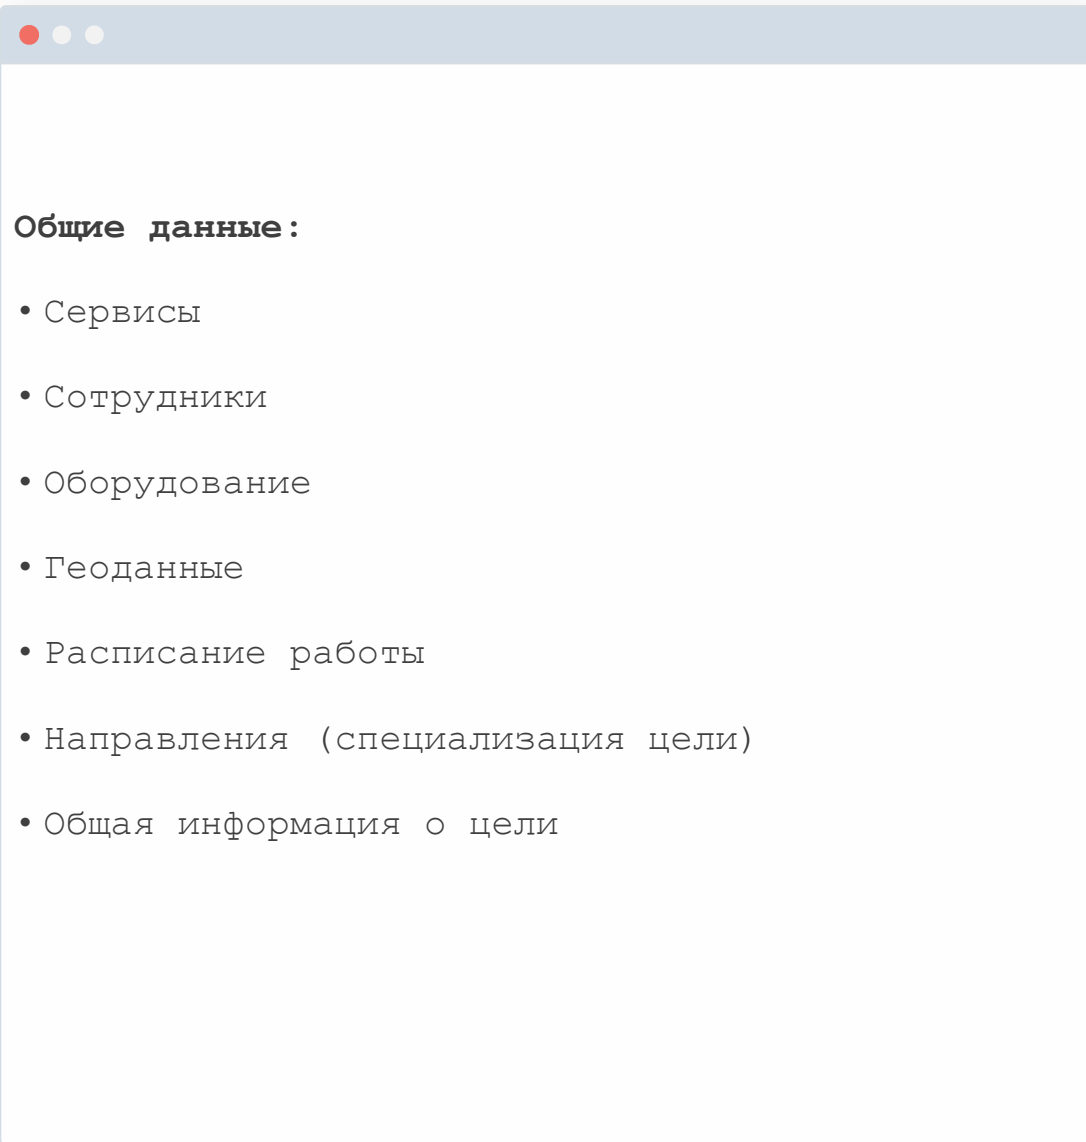 Общие данные:
• Сервисы
• Сотрудники
• Оборудование
• Геоданные
• Расписание работы
• Направления (специализация цели)
• Общая информация о цели